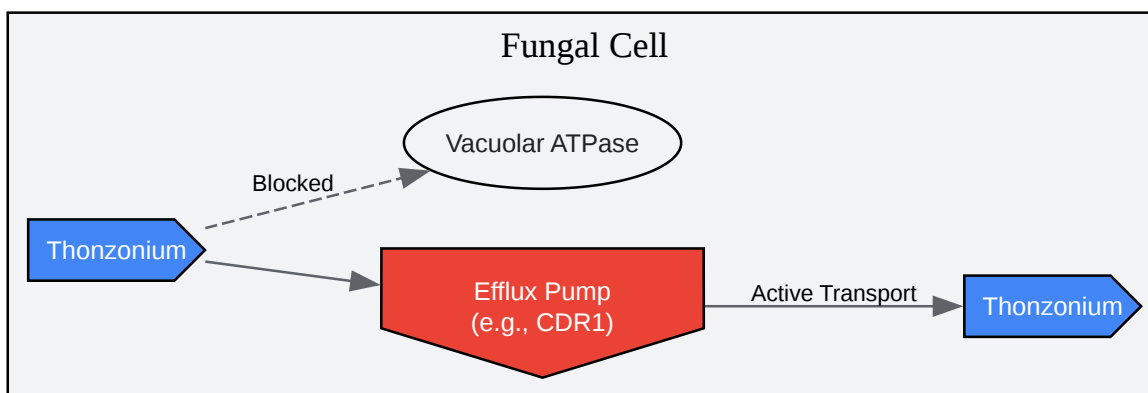 Fungal Cell
Vacuolar ATPase
Blocked
Thonzonium
Efflux Pump
(e.g., CDR1)
Active Transport
Thonzonium